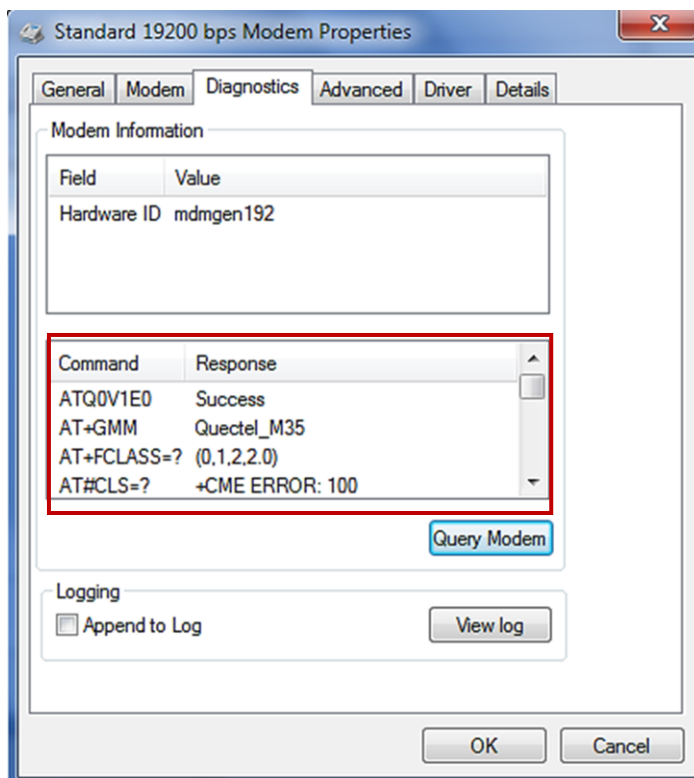 Standard 19200 bps Modem Properties
x
General Modem Diagnostics Advanced Driver Details
Modem Information
Field Value
Hardware ID mdmgen192
Command Response
ATQ0V1E0 Success
AT+GMM Quectel_M35
AT+FCLASS=? (0,1,2,2.0)
AT#CLS=? +CME ERROR: 100
Query Modem
Logging
Append to Log View log
OK Cancel